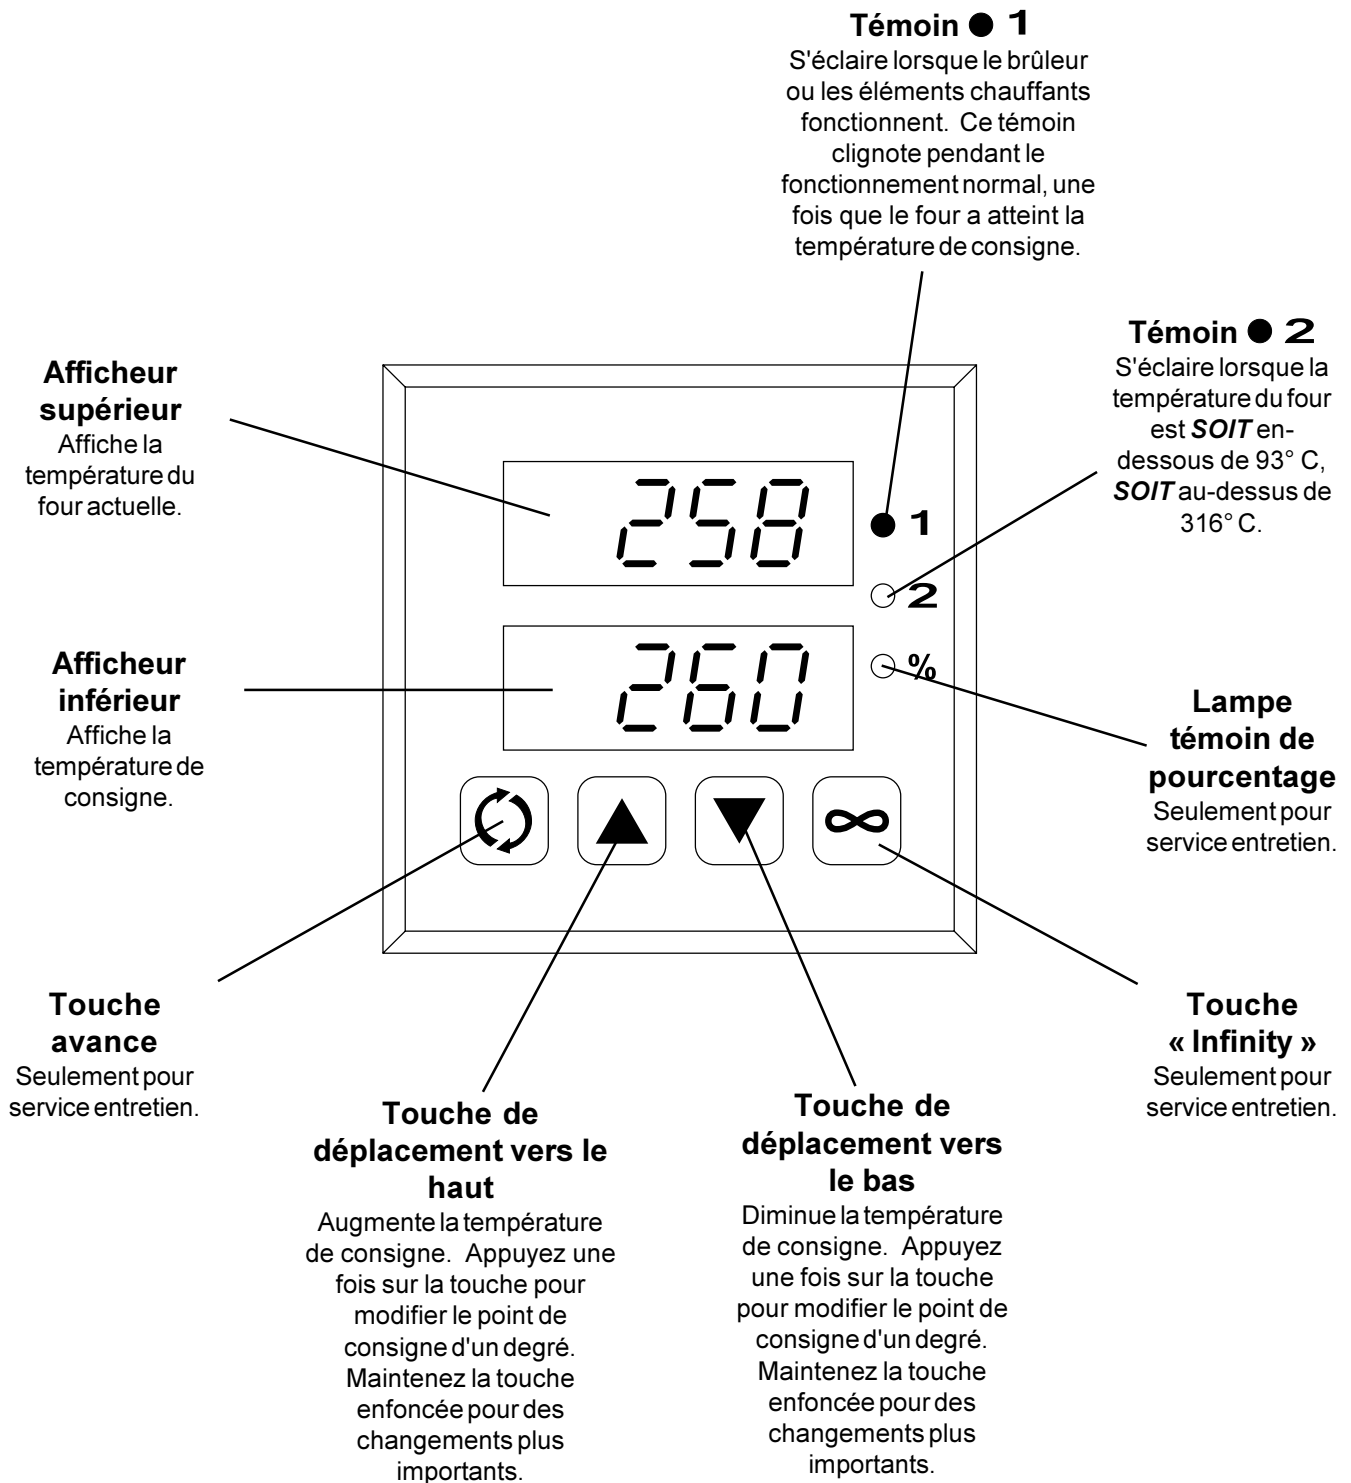 Témoin ● 1
S'éclaire lorsque le brûleur
ou les éléments chauffants
fonctionnent. Ce témoin
clignote pendant le
fonctionnement normal, une
fois que le four a atteint la
température de consigne.
Témoin ● 2
S'éclaire lorsque la
température du four
est SOIT en-
dessous de 93° C,
SOIT au-dessus de
316° C.
Afficheur
supérieur
Affiche la
température du
four actuelle.
258
● 1
2
Afficheur
inférieur
Affiche la
température de
consigne.
260
%
Lampe
témoin de
pourcentage
Seulement pour
service entretien.
∞
Touche
avance
Seulement pour
service entretien.
Touche de
déplacement vers le
haut
Augmente la température
de consigne. Appuyez une
fois sur la touche pour
modifier le point de
consigne d'un degré.
Maintenez la touche
enfoncée pour des
changements plus
importants.
Touche de
déplacement vers
le bas
Diminue la température
de consigne. Appuyez
une fois sur la touche
pour modifier le point de
consigne d'un degré.
Maintenez la touche
enfoncée pour des
changements plus
importants.
Touche
« Infinity »
Seulement pour
service entretien.